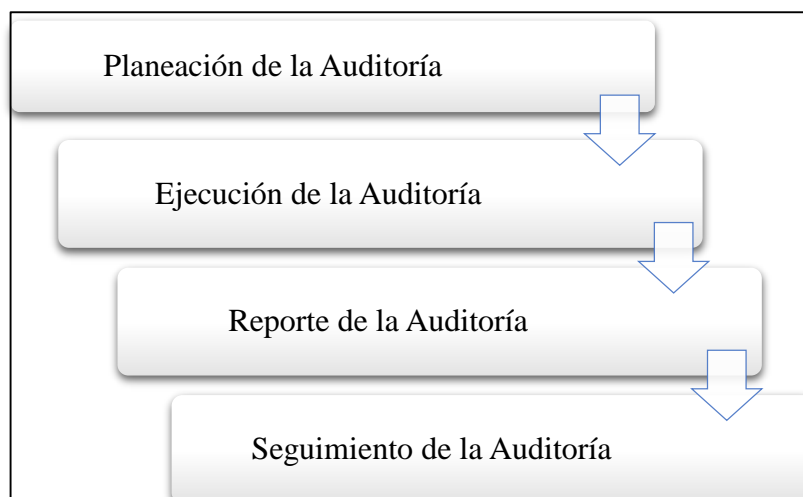 Planeación de la Auditoría
Ejecución de la Auditoría
Reporte de la Auditoría
Seguimiento de la Auditoría